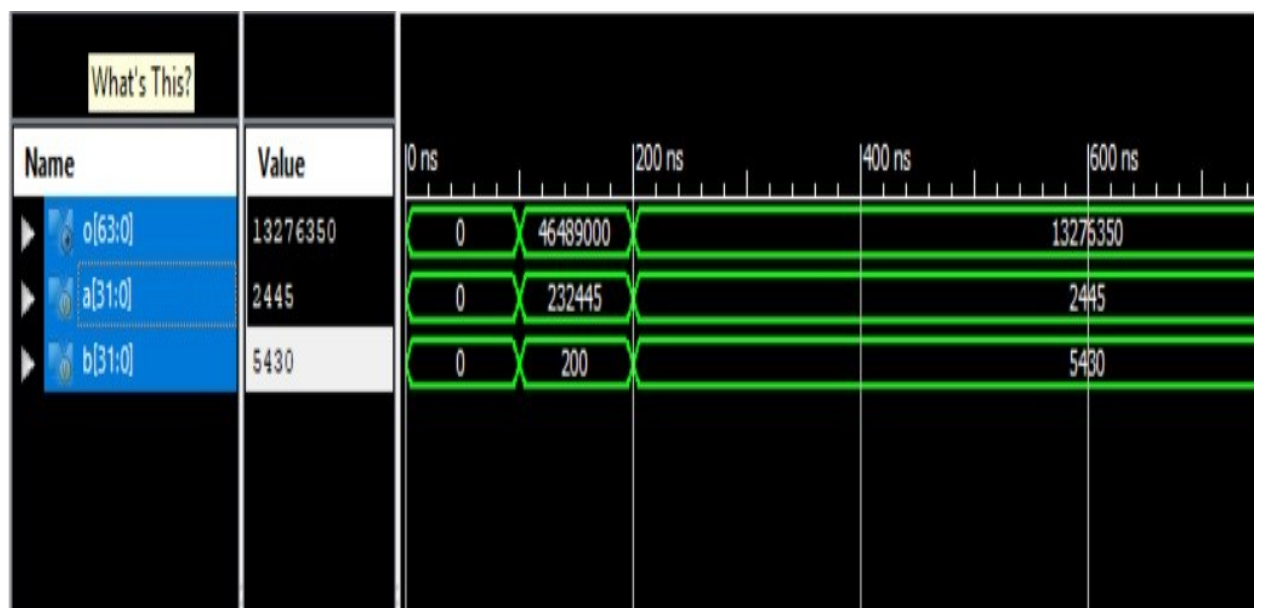 What's This?
Name Value 0 ns 200 ns 400 ns 600 ns
o[63:0] 13276350 0 46489000 13276350
a[31:0] 2445 0 232445 2445
b[31:0] 5430 0 200 5430